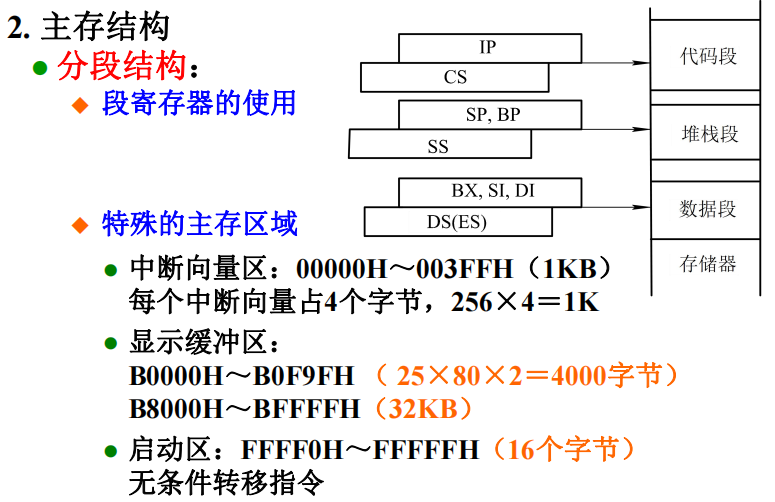 2. 主存结构
● 分段结构：
◆ 段寄存器的使用
IP
CS
代码段
SP, BP
SS
堆栈段
BX, SI, DI
DS(ES)
数据段
存储器
◆ 特殊的主存区域
● 中断向量区：00000H～003FFH（1KB）
每个中断向量占4个字节，256×4＝1K
● 显示缓冲区：
B0000H～B0F9FH （ 25×80×2＝4000字节）
B8000H～BFFFFH（32KB）
● 启动区：FFFF0H～FFFFFH（16个字节）
无条件转移指令